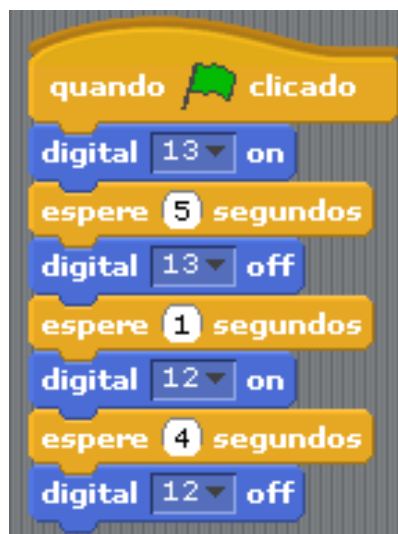 quando clicado
digital 13 on
espere 5 segundos
digital 13 off
espere 1 segundos
digital 12 on
espere 4 segundos
digital 12 off